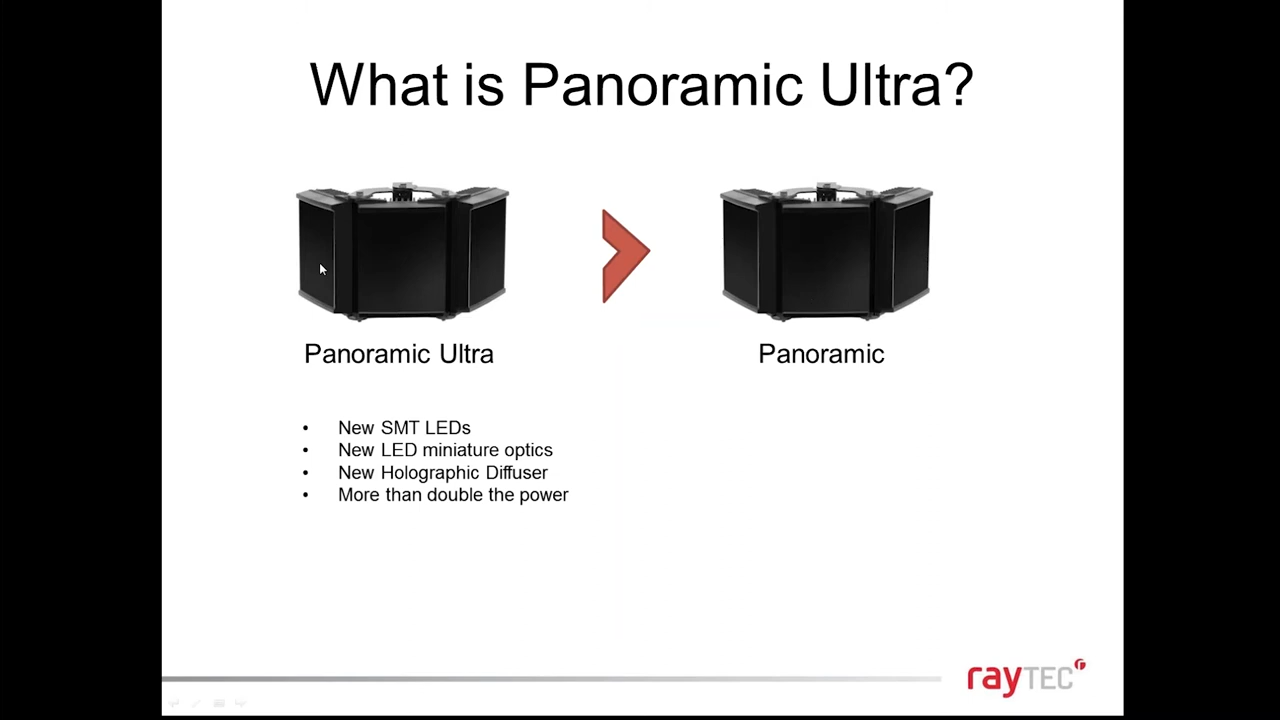 What is Panoramic Ultra?
Panoramic Ultra
Panoramic
• New SMT LEDs
• New LED miniature optics
• New Holographic Diffuser
• More than double the power
rayTEC